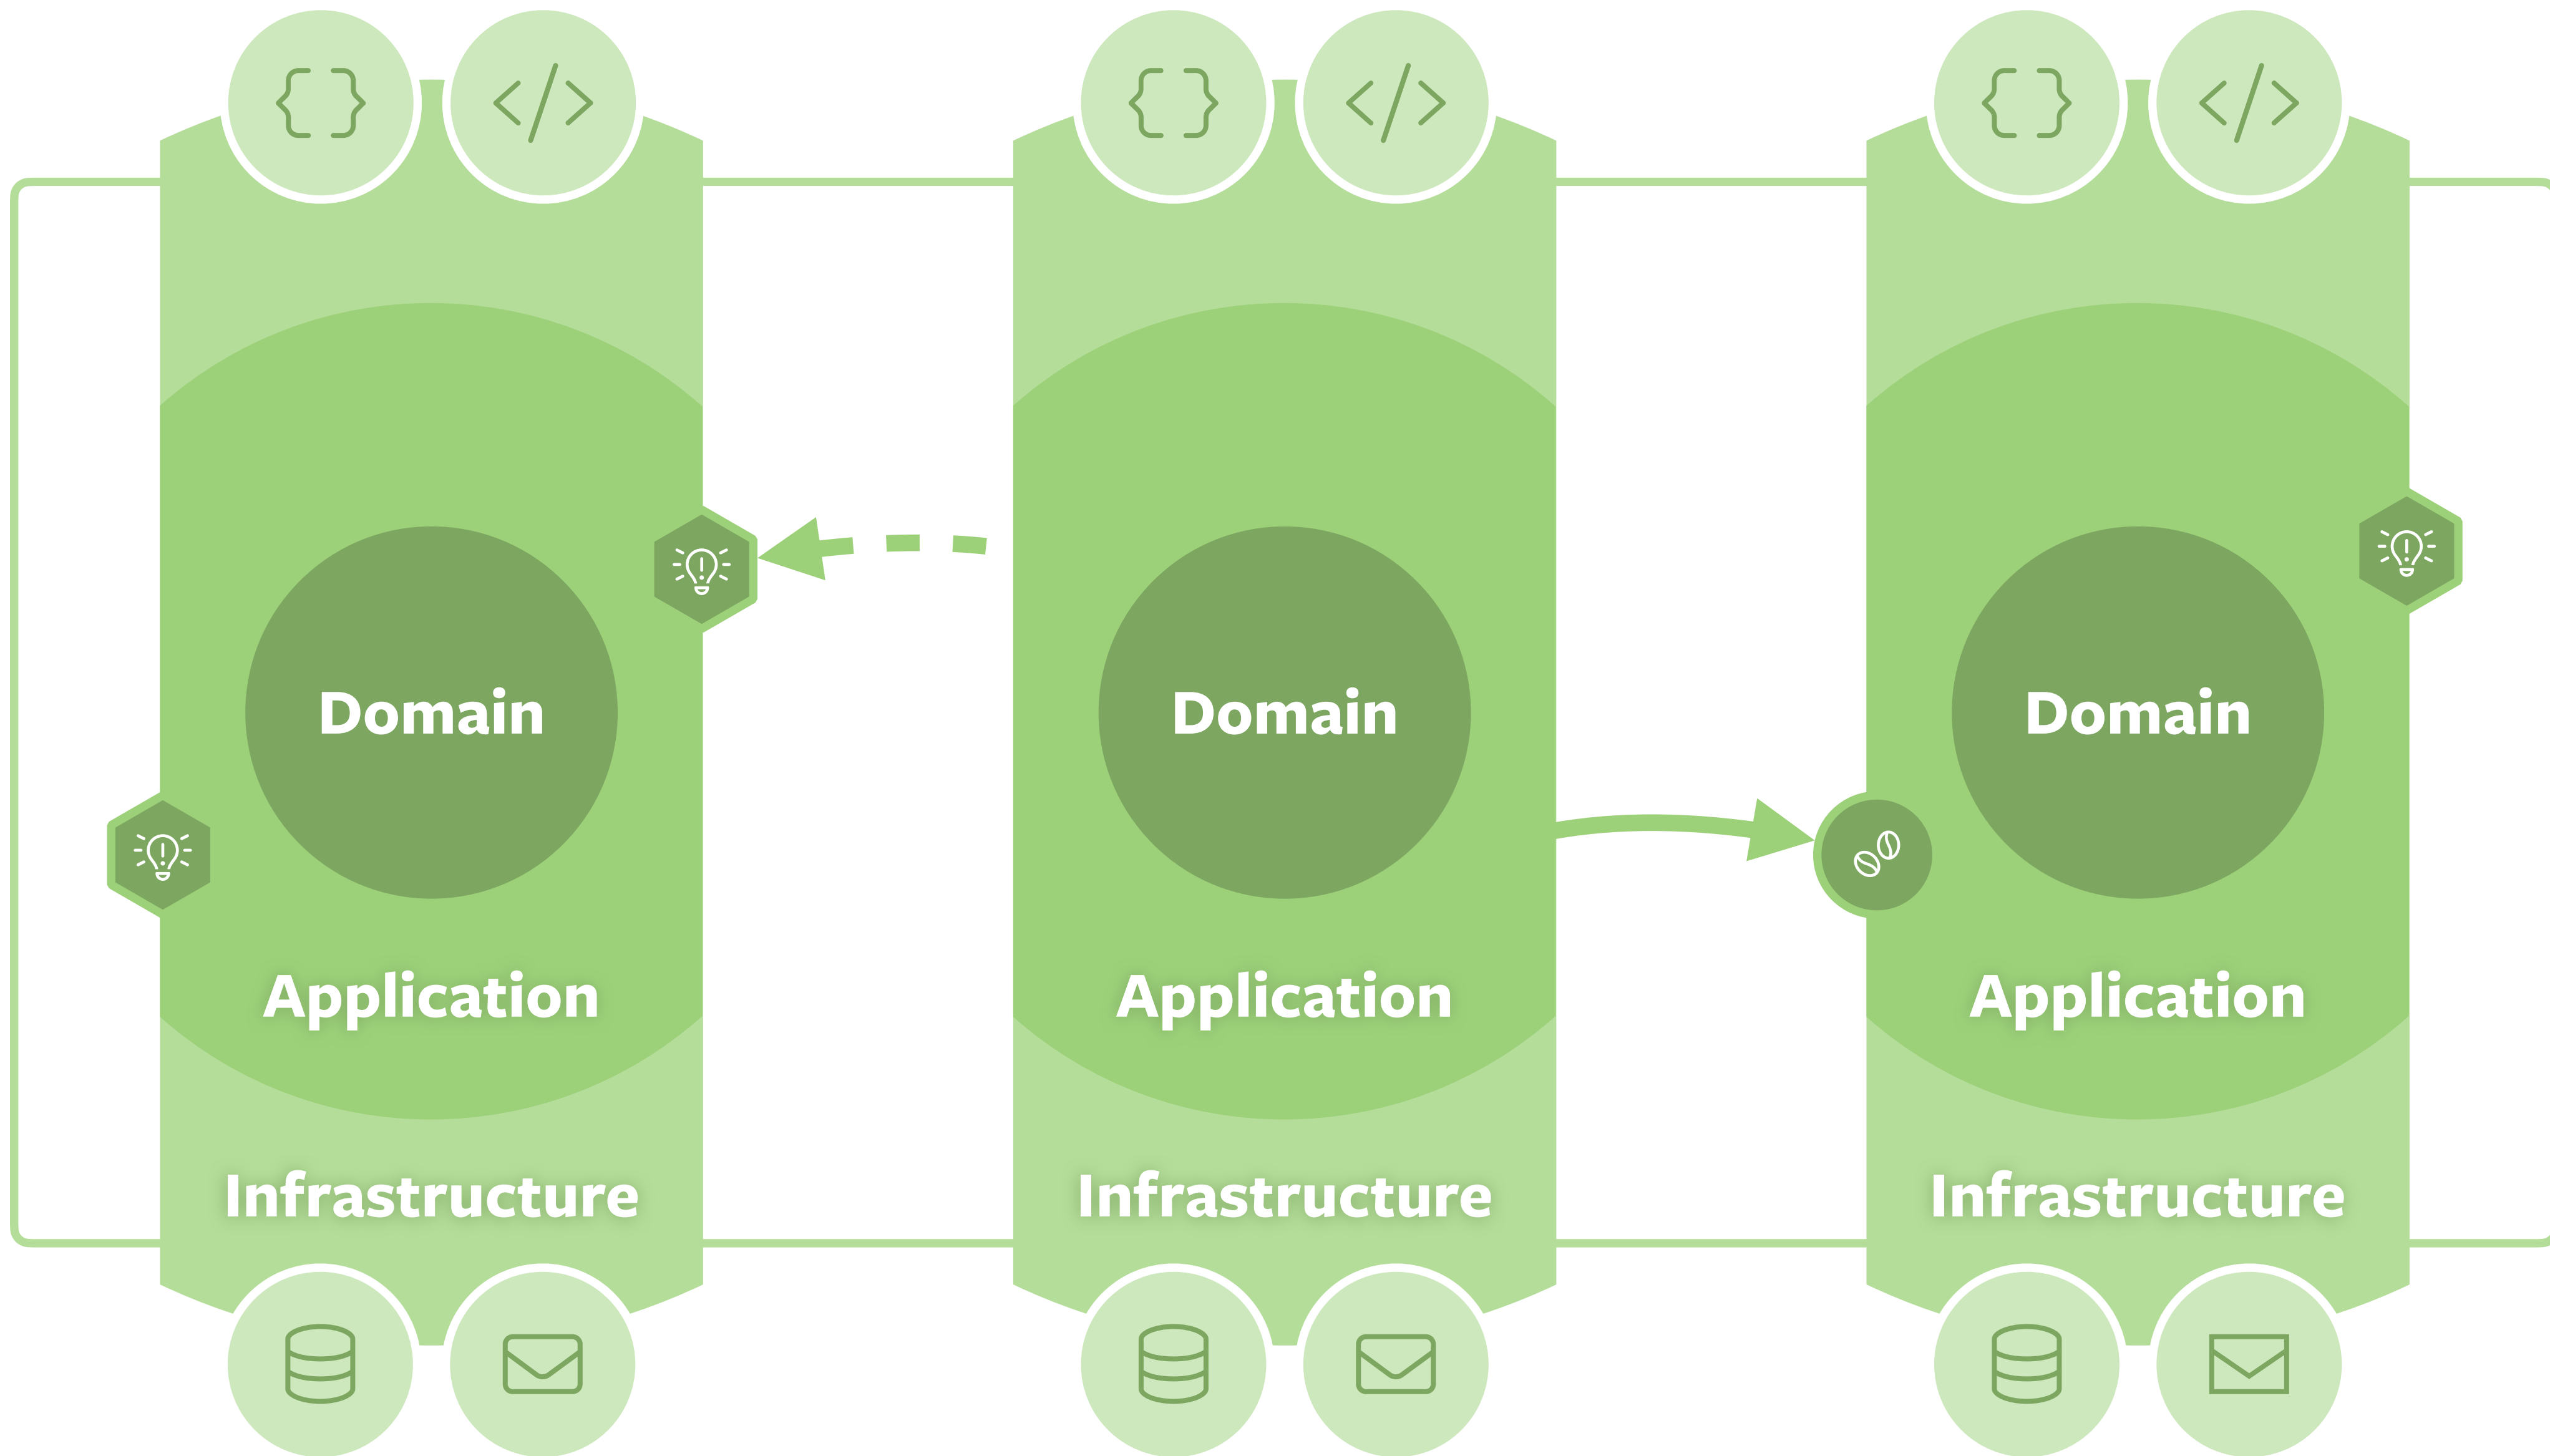 Domain
Domain
Domain
Application
Application
Application
Infrastructure
Infrastructure
Infrastructure